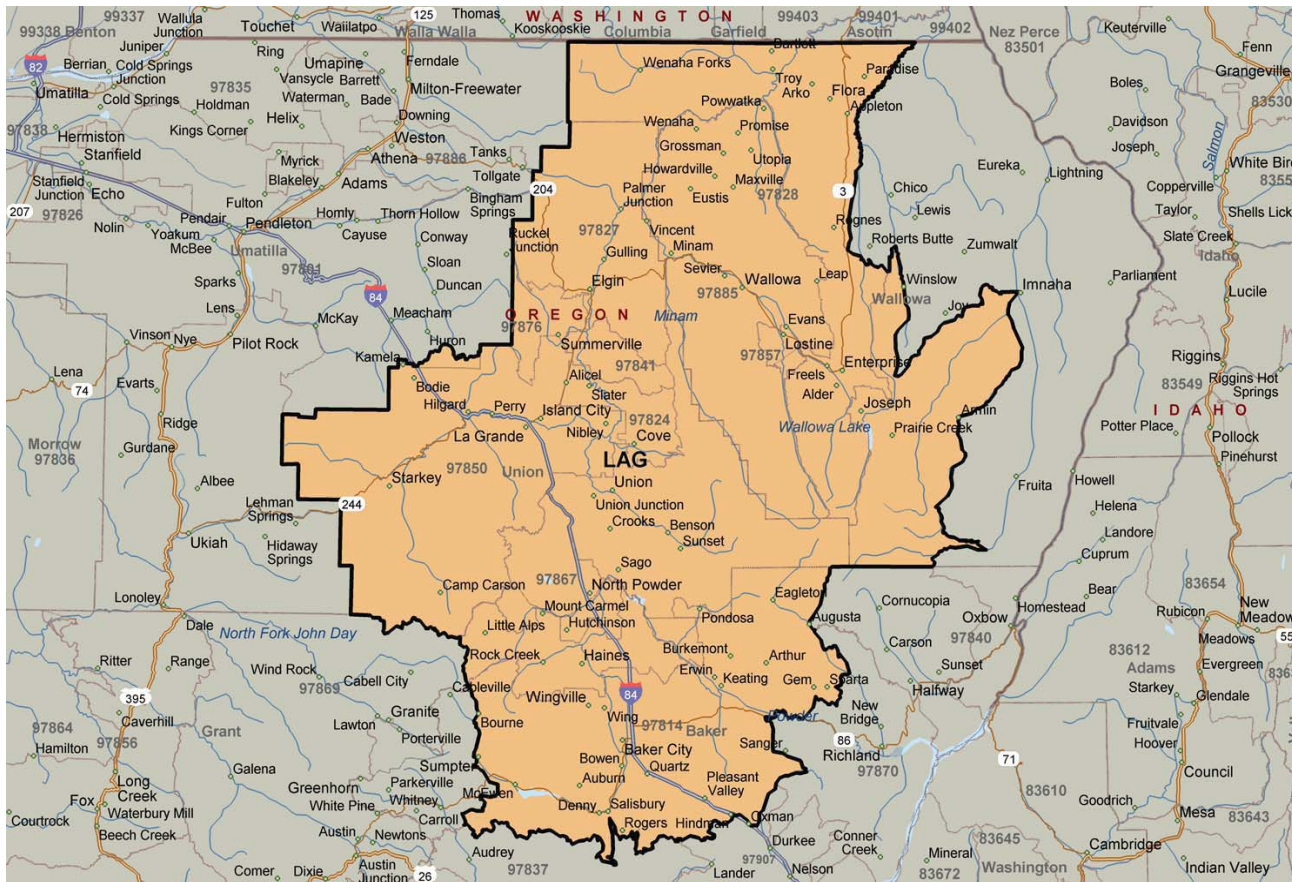 WASHINGTON
OREGON
IDAHO
LAG
99338 Benton
Wallula
Junction
Touchet
Waiilatpo
125
Walla Walla
Thomas
Kooskooskie
99337
Columbia
99403
Garfield
99401
Asotin
99402
Nez Perce
83501
Keuterville
Fenn
Grangeville
82
Juniper
Berrian
Cold Springs
Junction
Umatilla
Cold Springs
Ring
Umapine
Vansycle
Barrett
Waterman
Bade
Ferndale
Milton-Freewater
97835
Holdman
Kings Corner
Helix
Downing
Weston
97838
Hermiston
Stanfield
Stanfield
Junction
Echo
Myrick
Blakeley
Athena
97886
Adams
Tanks
Tollgate
204
Bingham
Springs
207
97826
Nolin
Yoakum
McBee
Pendair
Pendleton
Fulton
Homly
Cayuse
Thorn Hollow
Umatilla
97801
Conway
Sloan
Duncan
Sparks
84
Lens
McKay
Meacham
Huron
Kamela
Vinson
Nye
Pilot Rock
Lena
74
Evarts
Ridge
Morrow
97836
Gurdane
Albee
Lehman
Springs
244
Ukiah
Hidaway
Springs
Bartlett
Wenaha Forks
Troy
Arko
Paradise
Flora
Appleton
Powwatka
Wenaha
Promise
Grossman
Utopia
Howardville
Maxville
Eustis
97828
3
Palmer
Junction
Ruckel
Junction
97827
Vincent
Minam
Gulling
Elgin
Sevier
97885
Wallowa
Leap
Rognes
Minam
97876
Summerville
97841
Evans
Lostine
97857
Enterprise
Freels
Alder
Joseph
Prairie Creek
Wallowa Lake
Armin
Alicel
Slater
Bodie
Hilgard
Perry
Island City
La Grande
Nibley
97824
Cove
97850
Union
Starkey
Union
Union Junction
Crooks
Benson
Sunset
Sago
Camp Carson
97867
North Powder
Mount Carmel
Hutchinson
Little Alps
Rock Creek
Haines
Pondosa
Eagleton
Augusta
Burkemont
Arthur
Erwin
Keating
Gem
Sparta
Wingville
Wing
84
97814
Baker
Powder
Baker City
Bowen
Quartz
Auburn
Pleasant
Valley
Sanger
Denny
Salisbury
Rogers
Hindman
Oxman
Bourne
Sumpter
McEwen
Chico
Lewis
Roberts Butte
Zumwalt
Winslow
Wallowa
Joy
Imnaha
Eureka
Lightning
Fruita
Boles
Davidson
Joseph
Salmon
83530
White Bird
Copperville
Taylor
Shells Lick
Slate Creek
Idaho
Parliament
Lucile
Riggins
83549
Riggins Hot
Springs
Potter Place
Pollock
Pinehurst
Howell
Helena
Landore
Cuprum
Bear
Homestead
Oxbow
97840
Cornucopia
Carson
Sunset
Halfway
New
Bridge
86
Richland
97870
83654
Rubicon
New
Meadows
Meadows
55
83612
Adams
Evergreen
Starkey
Glendale
Fruitvale
Hoover
Council
71
83610
Goodrich
Mesa
83643
83645
Cambridge
Washington
Mineral
83672
Indian Valley
Conner
Creek
Durkee
97907
Nelson
Lander
Lonoley
Dale
North Fork John Day
Ritter
Range
Wind Rock
97869
Cabell City
Cableville
395
Caverhill
97864
Hamilton
97856
Grant
Lawton
Granite
Porterville
Galena
Greenhorn
Parkerville
White Pine
Whitney
Carroll
Long
Creek
Fox
Waterbury Mill
Courtrock
Beech Creek
Austin
Newtons
Austin
Junction
26
Audrey
97837
Comer
Dixie